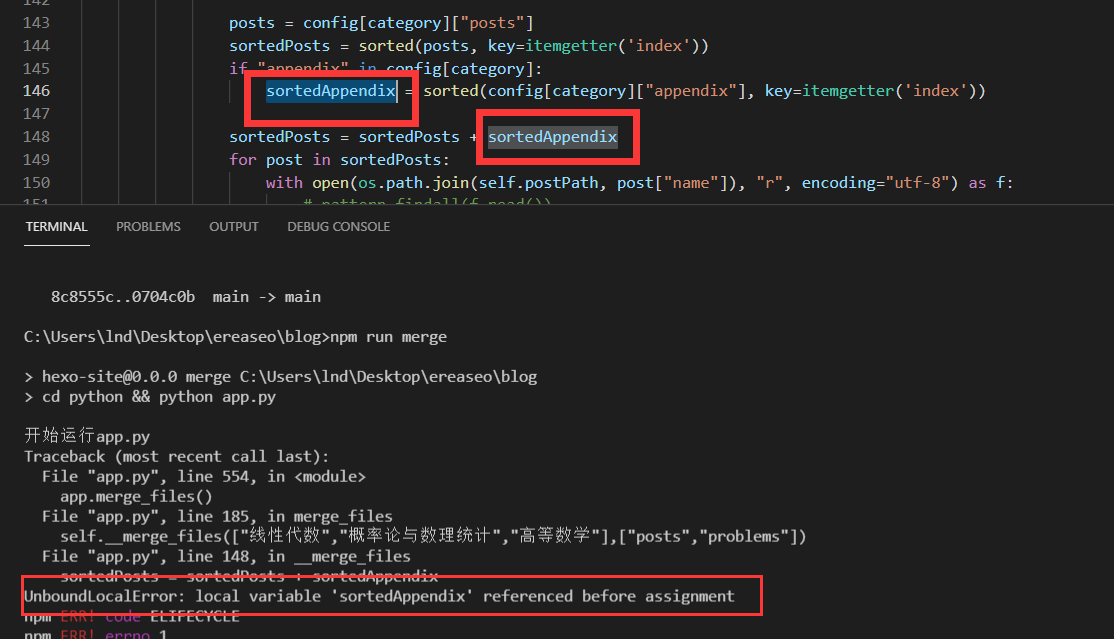 142
143 posts = config[category]["posts"]
144 sortedPosts = sorted(posts, key=itemgetter('index'))
145 if "appendix" in config[category]:
146 sortedAppendix = sorted(config[category]["appendix"], key=itemgetter('index'))
147
148 sortedPosts = sortedPosts + sortedAppendix
149 for post in sortedPosts:
150 with open(os.path.join(self.postPath, post["name"]), "r", encoding="utf-8") as f:
151 # pattern.findall(f.read())
TERMINAL PROBLEMS OUTPUT DEBUG CONSOLE
8c8555c..0704c0b main -> main
C:\Users\lnd\Desktop\ereaseo\blog>npm run merge
> hexo-site@0.0.0 merge C:\Users\lnd\Desktop\ereaseo\blog
> cd python && python app.py
开始运行app.py
Traceback (most recent call last):
File "app.py", line 554, in <module>
app.merge_files()
File "app.py", line 185, in merge_files
self.__merge_files(["线性代数","概率论与数理统计","高等数学"],["posts","problems"])
File "app.py", line 148, in __merge_files
sortedPosts = sortedPosts + sortedAppendix
UnboundLocalError: local variable 'sortedAppendix' referenced before assignment
npm ERR! code ELIFECYCLE
npm ERR! errno 1